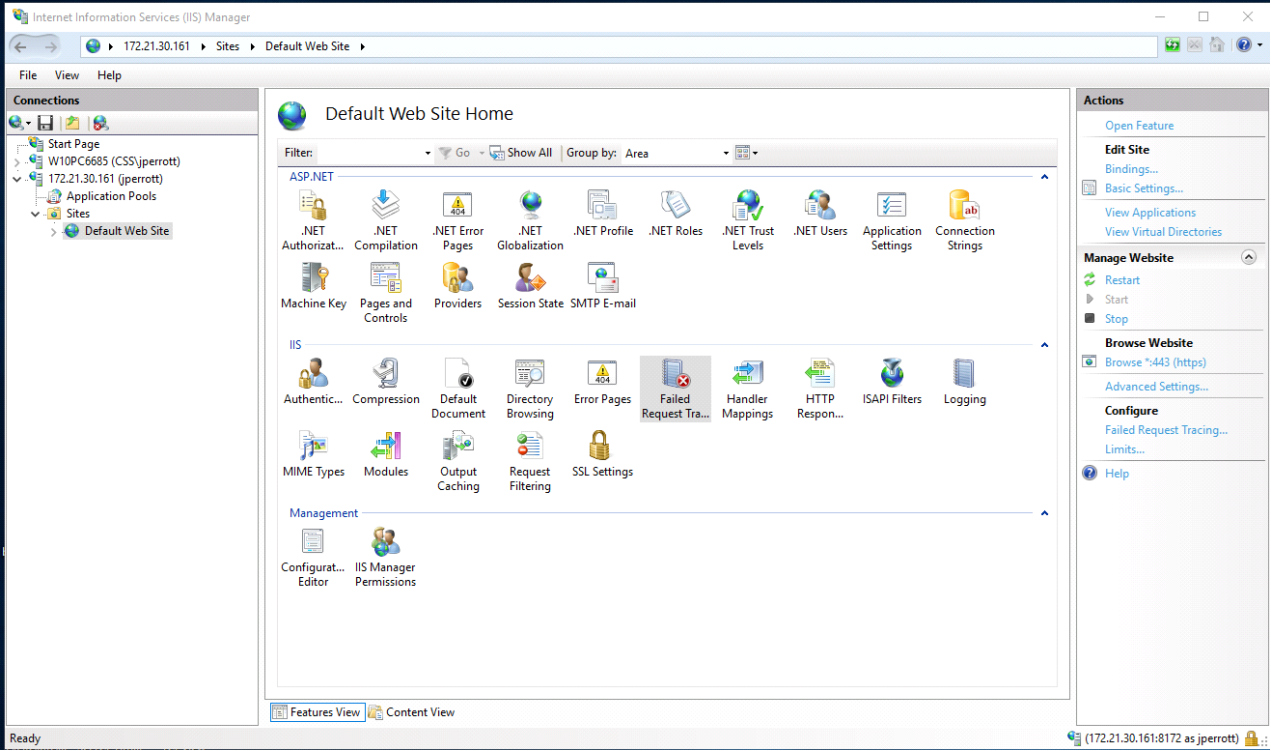 Internet Information Services (IIS) Manager
172.21.30.161 Sites Default Web Site
File View Help
Connections
Start Page
W10PC6685 (CSS\jperrott)
172.21.30.161 (jperrott)
Application Pools
Sites
Default Web Site
Default Web Site Home
Filter: Go Show All Group by: Area
ASP.NET
.NET Authorizat...
.NET Compilation
.NET Error Pages
.NET Globalization
.NET Profile
.NET Roles
.NET Trust Levels
.NET Users
Application Settings
Connection Strings
Machine Key
Pages and Controls
Providers
Session State
SMTP E-mail
IIS
Authentic...
Compression
Default Document
Directory Browsing
Error Pages
Failed Request Tra...
Handler Mappings
HTTP Respon...
ISAPI Filters
Logging
MIME Types
Modules
Output Caching
Request Filtering
SSL Settings
Management
Configurat... Editor
IIS Manager Permissions
Features View Content View
Actions
Open Feature
Edit Site
Bindings...
Basic Settings...
View Applications
View Virtual Directories
Manage Website
Restart
Start
Stop
Browse Website
Browse *:443 (https)
Advanced Settings...
Configure
Failed Request Tracing...
Limits...
Help
Ready
(172.21.30.161:8172 as jperrott)